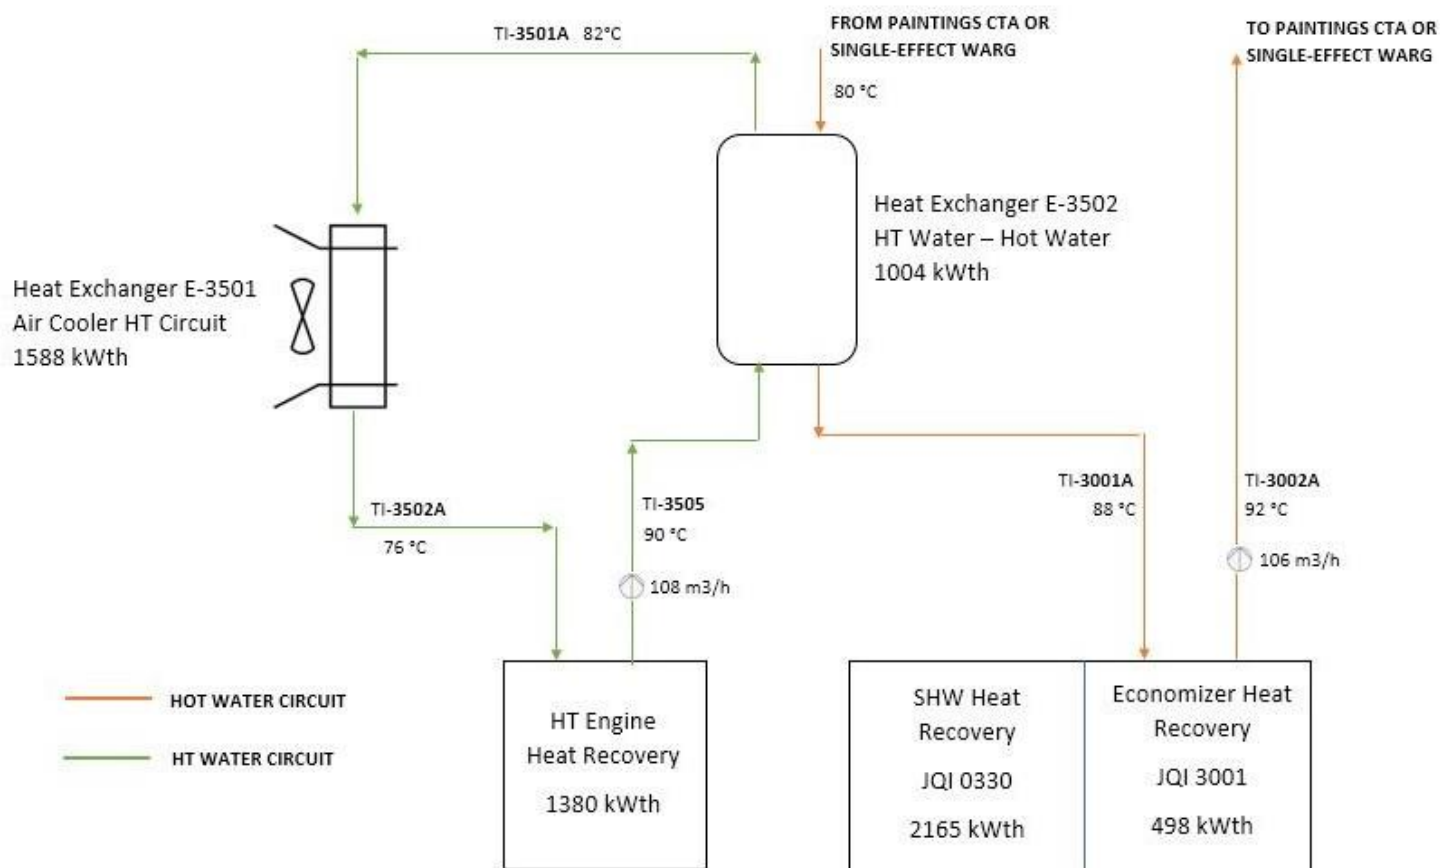 TI-3501A 82°C
FROM PAINTINGS CTA OR
SINGLE-EFFECT WARG
80 °C
TO PAINTINGS CTA OR
SINGLE-EFFECT WARG
Heat Exchanger E-3502
HT Water – Hot Water
1004 kWth
Heat Exchanger E-3501
Air Cooler HT Circuit
1588 kWth
TI-3502A
76 °C
TI-3505
90 °C
108 m3/h
TI-3001A
88 °C
TI-3002A
92 °C
106 m3/h
HOT WATER CIRCUIT
HT WATER CIRCUIT
HT Engine
Heat Recovery
1380 kWth
SHW Heat
Recovery
JQI 0330
2165 kWth
Economizer Heat
Recovery
JQI 3001
498 kWth